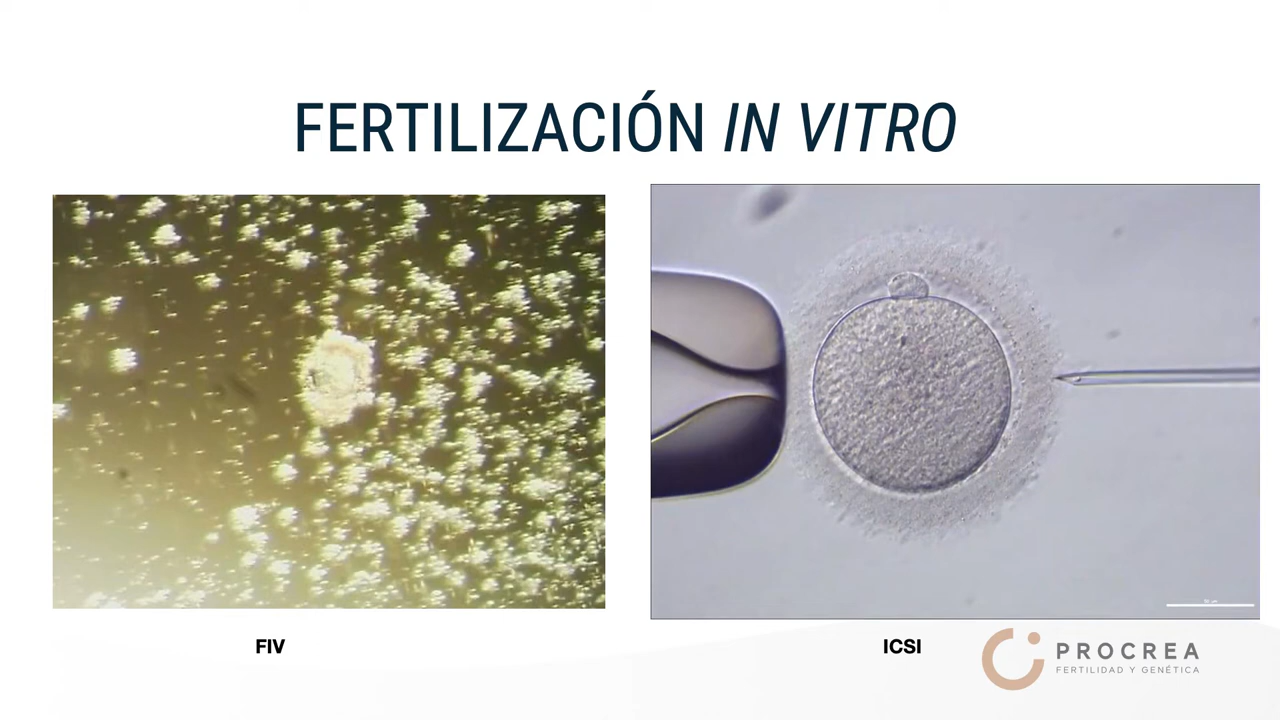 FERTILIZACIÓN IN VITRO
FIV
ICSI
PROCREA
FERTILIDAD Y GENÉTICA